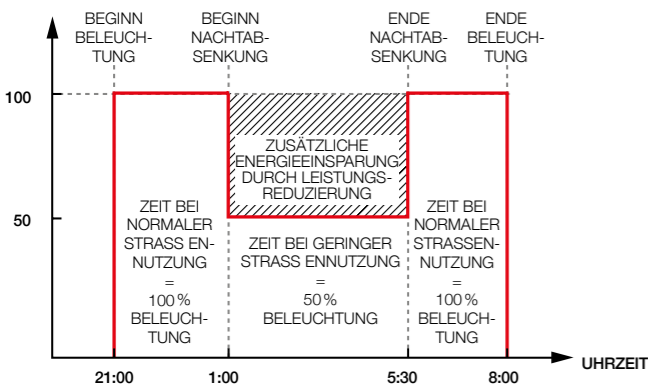 BEGINN
BELEUCH-
TUNG
BEGINN
NACHTAB-
SENKUNG
ENDE
NACHTAB-
SENKUNG
ENDE
BELEUCH-
TUNG
100
ZUSÄTZLICHE
ENERGIEEINSPARUNG
DURCH LEISTUNGS-
REDUZIERUNG
50
ZEIT BEI
NORMALER
STRASS EN-
NUTZUNG
=
100 %
BELEUCH-
TUNG
ZEIT BEI GERINGER
STRASS ENNUTZUNG
=
50 %
BELEUCHTUNG
ZEIT BEI
NORMALER
STRASSEN-
NUTZUNG
=
100 %
BELEUCH-
TUNG
UHRZEIT
21:00
1:00
5:30
8:00